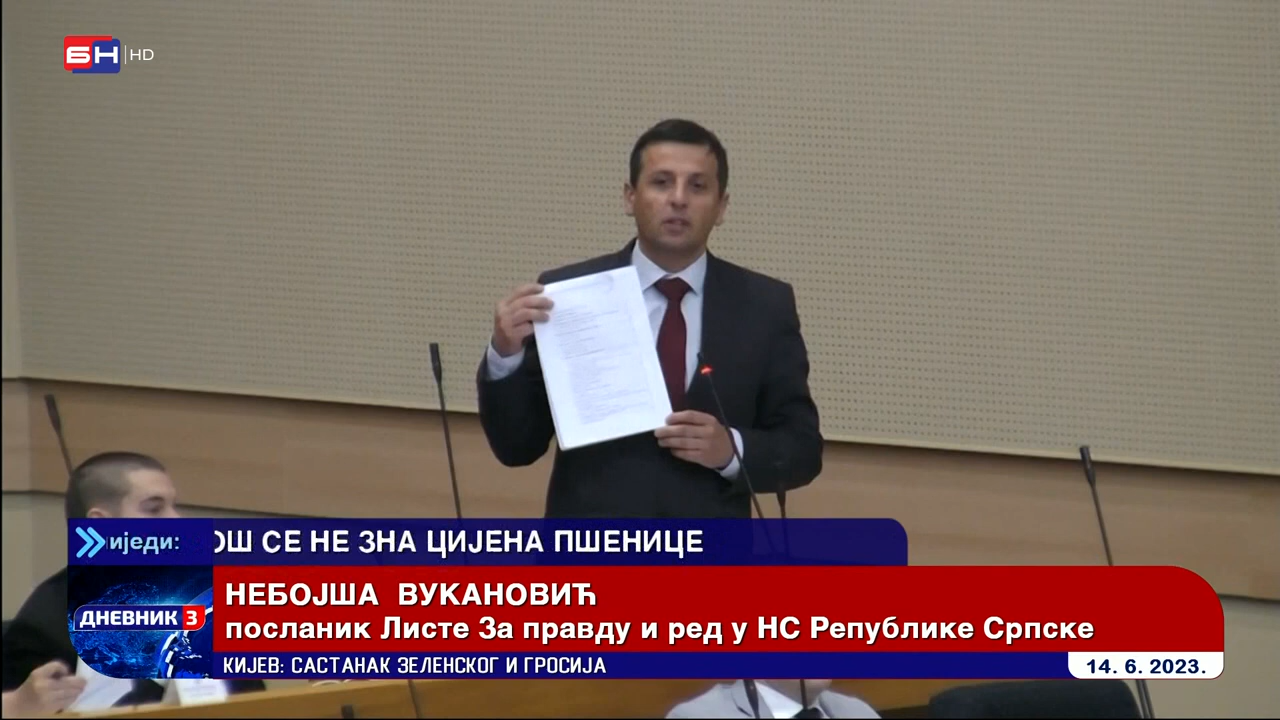 БН HD
иједи: ОШ СЕ НЕ ЗНА ЦИЈЕНА ПШЕНИЦЕ
НЕБОЈША ВУКАНОВИЋ
ДНЕВНИК 3
посланик Листе За правду и ред у НС Републике Српске
КИЈЕВ: САСТАНАК ЗЕЛЕНСКОГ И ГРОСИЈА
14. 6. 2023.